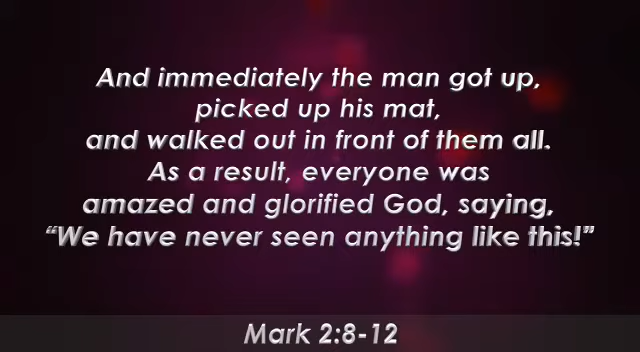 And immediately the man got up,
picked up his mat,
and walked out in front of them all.
As a result, everyone was
amazed and glorified God, saying,
“We have never seen anything like this!”
Mark 2:8-12